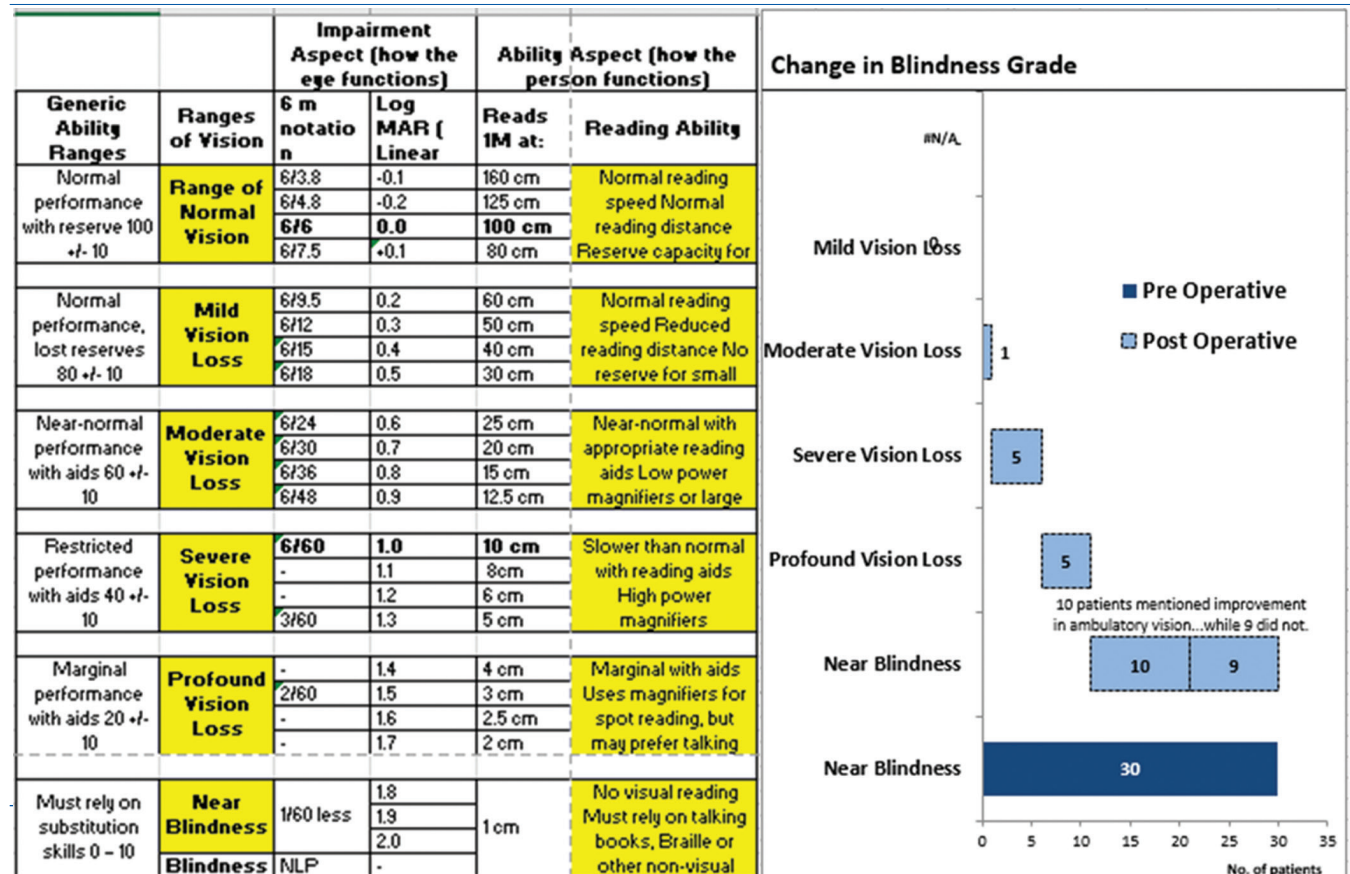 Impairment
Aspect (how the
eye functions)
Ability Aspect (how the
person functions)
Generic
Ability
Ranges
Ranges
of Vision
6 m
notatio
n
Log
MAR (
Linear
Reads
1M at:
Reading Ability
Normal
performance
with reserve 100
+/- 10
Range of
Normal
Vision
6/3.8 -0.1 160 cm
6/4.8 -0.2 125 cm
6/6 0.0 100 cm
6/7.5 +0.1 80 cm
Normal reading
speed Normal
reading distance
Reserve capacity for
Normal
performance,
lost reserves
80 +/- 10
Mild
Vision
Loss
6/9.5 0.2 60 cm
6/12 0.3 50 cm
6/15 0.4 40 cm
6/18 0.5 30 cm
Normal reading
speed Reduced
reading distance No
reserve for small
Near-normal
performance
with aids 60 +/-
10
Moderate
Vision
Loss
6/24 0.6 25 cm
6/30 0.7 20 cm
6/36 0.8 15 cm
6/48 0.9 12.5 cm
Near-normal with
appropriate reading
aids Low power
magnifiers or large
Restricted
performance
with aids 40 +/-
10
Severe
Vision
Loss
6/60 1.0 10 cm
- 1.1 8cm
- 1.2 6 cm
3/60 1.3 5 cm
Slower than normal
with reading aids
High power
magnifiers
Marginal
performance
with aids 20 +/-
10
Profound
Vision
Loss
- 1.4 4 cm
2/60 1.5 3 cm
- 1.6 2.5 cm
- 1.7 2 cm
Marginal with aids
Uses magnifiers for
spot reading, but
may prefer talking
Must rely on
substitution
skills 0 – 10
Near
Blindness
1/60 less
1.8
1.9
2.0
1 cm
No visual reading
Must rely on talking
books, Braille or
other non-visual
Blindness NLP -
Change in Blindness Grade
#N/A
Mild Vision Loss 0
Pre Operative
Post Operative
Moderate Vision Loss 1
Severe Vision Loss 5
Profound Vision Loss 5
10 patients mentioned improvement
in ambulatory vision...while 9 did not.
Near Blindness 10 9
Near Blindness 30
0 5 10 15 20 25 30 35
No. of patients